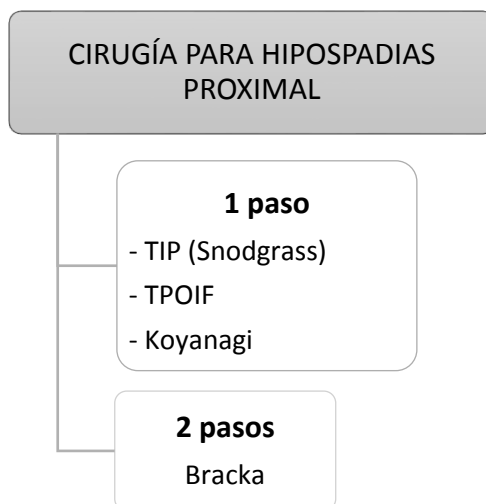 CIRUGÍA PARA HIPOSPADIAS
PROXIMAL
1 paso
- TIP (Snodgrass)
- TPOIF
- Koyanagi
2 pasos
Bracka